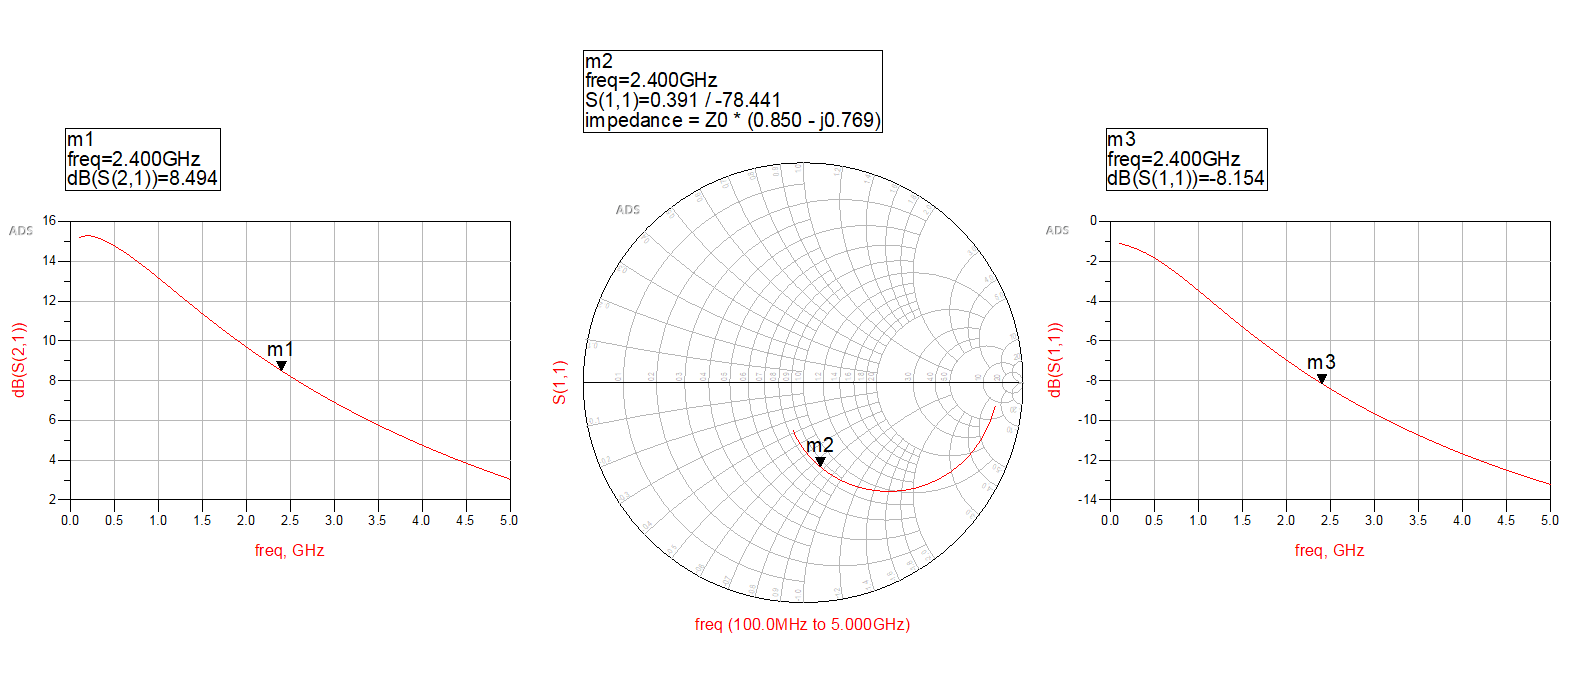 m2
freq=2.400GHz
S(1,1)=0.391 / -78.441
impedance = Z0 * (0.850 - j0.769)
m1
freq=2.400GHz
dB(S(2,1))=8.494
m3
freq=2.400GHz
dB(S(1,1))=-8.154
ADS
16
14
12
10
8
6
4
2
m1
dB(S(2,1))
0.0 0.5 1.0 1.5 2.0 2.5 3.0 3.5 4.0 4.5 5.0
freq, GHz
ADS
m2
S(1,1)
freq (100.0MHz to 5.000GHz)
ADS
0
-2
-4
-6
-8
-10
-12
-14
m3
dB(S(1,1))
0.0 0.5 1.0 1.5 2.0 2.5 3.0 3.5 4.0 4.5 5.0
freq, GHz